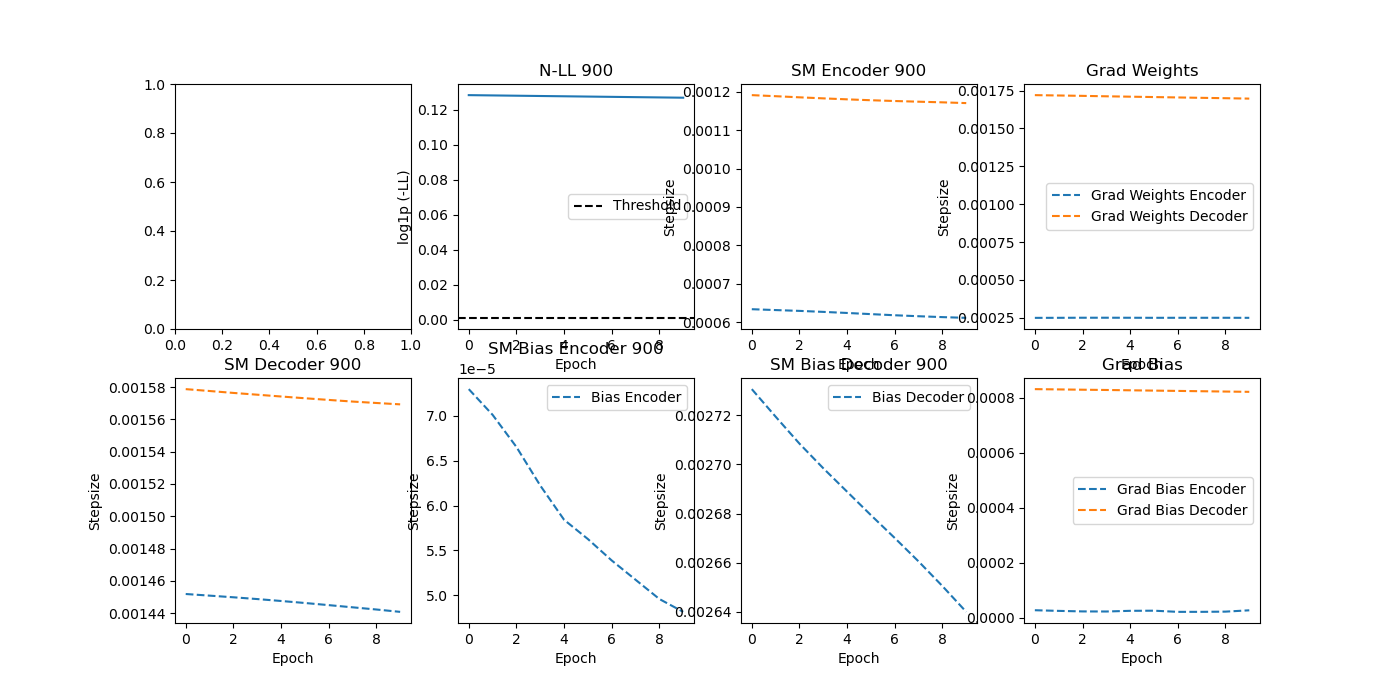 N-LL 900
SM Encoder 900
Grad Weights
1.0
0.8
0.6
0.4
0.2
0.0
0.0 0.2 0.4 0.6 0.8 1.0
log1p (-LL)
0.12
0.10
0.08
0.06
0.04
0.02
0.00
Threshold
0 2 4 6 8
Epoch
Stepsize
0.0012
0.0011
0.0010
0.0009
0.0008
0.0007
0.0006
0 2 4 6 8
Epoch
Stepsize
0.00175
0.00150
0.00125
0.00100
0.00075
0.00050
0.00025
Grad Weights Encoder
Grad Weights Decoder
0 2 4 6 8
Epoch
SM Decoder 900
SM Bias Encoder 900
SM Bias Decoder 900
Grad Bias
Stepsize
0.00158
0.00156
0.00154
0.00152
0.00150
0.00148
0.00146
0.00144
0 2 4 6 8
Epoch
1e−5
Stepsize
7.0
6.5
6.0
5.5
5.0
Bias Encoder
0 2 4 6 8
Epoch
Stepsize
0.00272
0.00270
0.00268
0.00266
0.00264
Bias Decoder
0 2 4 6 8
Epoch
Stepsize
0.0008
0.0006
0.0004
0.0002
0.0000
Grad Bias Encoder
Grad Bias Decoder
0 2 4 6 8
Epoch